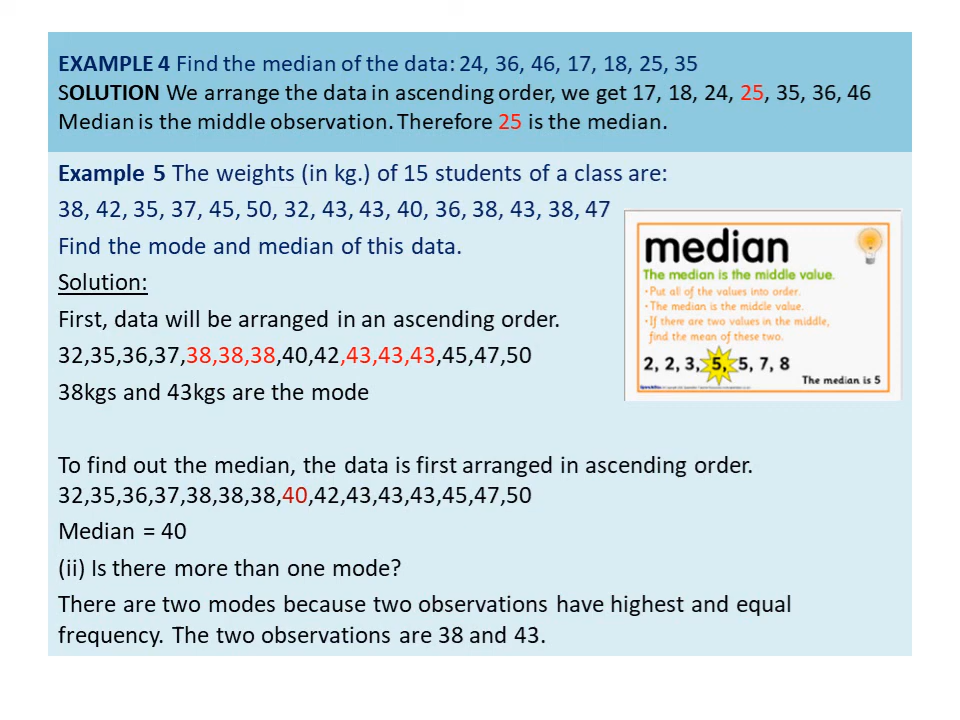 EXAMPLE 4 Find the median of the data: 24, 36, 46, 17, 18, 25, 35
SOLUTION We arrange the data in ascending order, we get 17, 18, 24, 25, 35, 36, 46
Median is the middle observation. Therefore 25 is the median.
Example 5 The weights (in kg.) of 15 students of a class are:
38, 42, 35, 37, 45, 50, 32, 43, 43, 40, 36, 38, 43, 38, 47
Find the mode and median of this data.
Solution:
First, data will be arranged in an ascending order.
32,35,36,37,38,38,38,40,42,43,43,43,45,47,50
38kgs and 43kgs are the mode
To find out the median, the data is first arranged in ascending order.
32,35,36,37,38,38,38,40,42,43,43,43,45,47,50
Median = 40
(ii) Is there more than one mode?
There are two modes because two observations have highest and equal
frequency. The two observations are 38 and 43.
median
The median is the middle value.
•Put all of the values into order.
•The median is the middle value.
•If there are two values in the middle,
find the mean of these two.
2, 2, 3, 5, 5, 7, 8
The median is 5